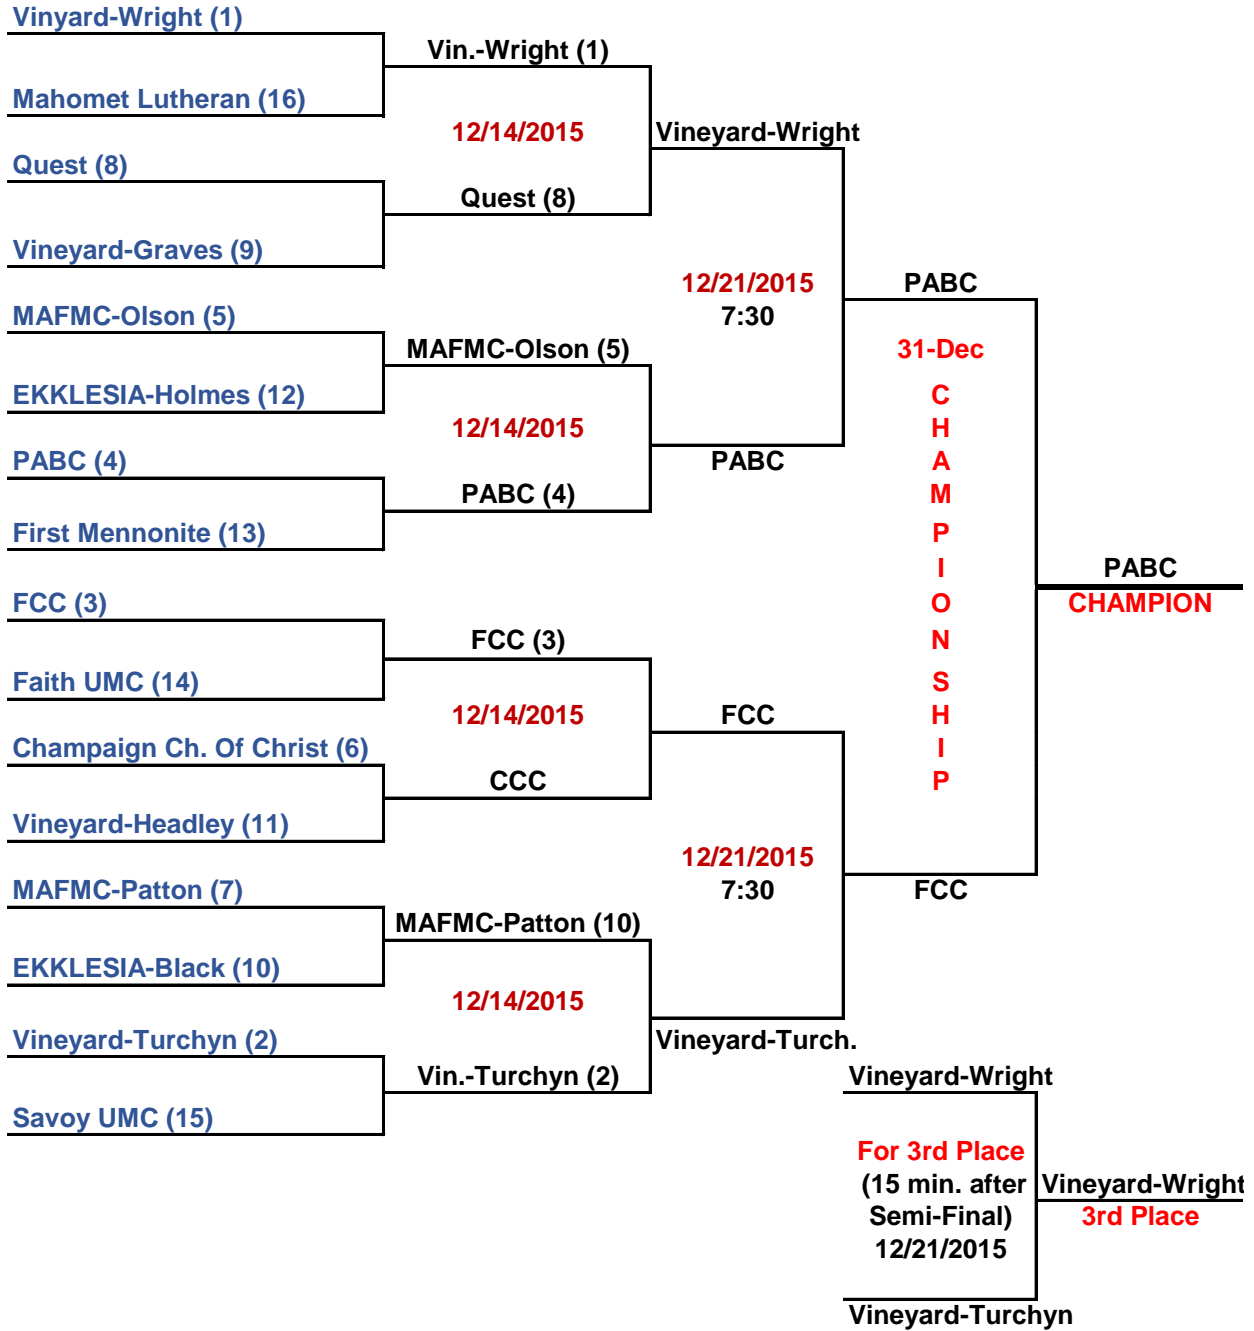 Vinyard-Wright (1)
Vin.-Wright (1)
Mahomet Lutheran (16)
12/14/2015
Vineyard-Wright
Quest (8)
Quest (8)
Vineyard-Graves (9)
12/21/2015
7:30
PABC
MAFMC-Olson (5)
MAFMC-Olson (5)
31-Dec
EKKLESIA-Holmes (12)
12/14/2015
PABC (4)
PABC
PABC (4)
First Mennonite (13)
C
H
A
M
P
I
O
N
S
H
I
P
PABC
CHAMPION
FCC (3)
FCC (3)
Faith UMC (14)
12/14/2015
FCC
Champaign Ch. Of Christ (6)
CCC
Vineyard-Headley (11)
12/21/2015
7:30
FCC
MAFMC-Patton (7)
MAFMC-Patton (10)
EKKLESIA-Black (10)
12/14/2015
Vineyard-Turchyn (2)
Vineyard-Turch.
Vin.-Turchyn (2)
Savoy UMC (15)
Vineyard-Wright
For 3rd Place
(15 min. after
Semi-Final)
12/21/2015
Vineyard-Wright
3rd Place
Vineyard-Turchyn